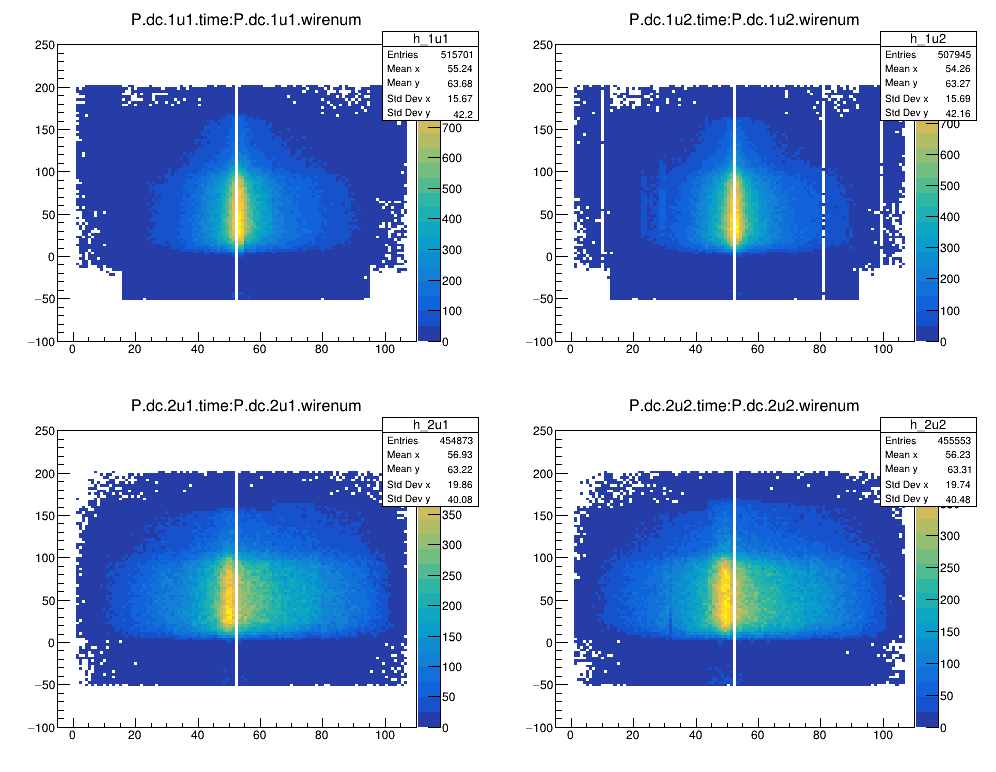 P.dc.1u1.time:P.dc.1u1.wirenum
h_1u1
Entries 515701
Mean x 55.24
Mean y 63.68
Std Dev x 15.67
Std Dev y 42.2
250
200
150
100
50
0
−50
−100
0 20 40 60 80 100
700
600
500
400
300
200
100
0
P.dc.1u2.time:P.dc.1u2.wirenum
h_1u2
Entries 507945
Mean x 54.26
Mean y 63.27
Std Dev x 15.69
Std Dev y 42.16
250
200
150
100
50
0
−50
−100
0 20 40 60 80 100
700
600
500
400
300
200
100
0
P.dc.2u1.time:P.dc.2u1.wirenum
h_2u1
Entries 454873
Mean x 56.93
Mean y 63.22
Std Dev x 19.86
Std Dev y 40.08
250
200
150
100
50
0
−50
−100
0 20 40 60 80 100
350
300
250
200
150
100
50
0
P.dc.2u2.time:P.dc.2u2.wirenum
h_2u2
Entries 455553
Mean x 56.23
Mean y 63.31
Std Dev x 19.74
Std Dev y 40.48
250
200
150
100
50
0
−50
−100
0 20 40 60 80 100
300
250
200
150
100
50
0